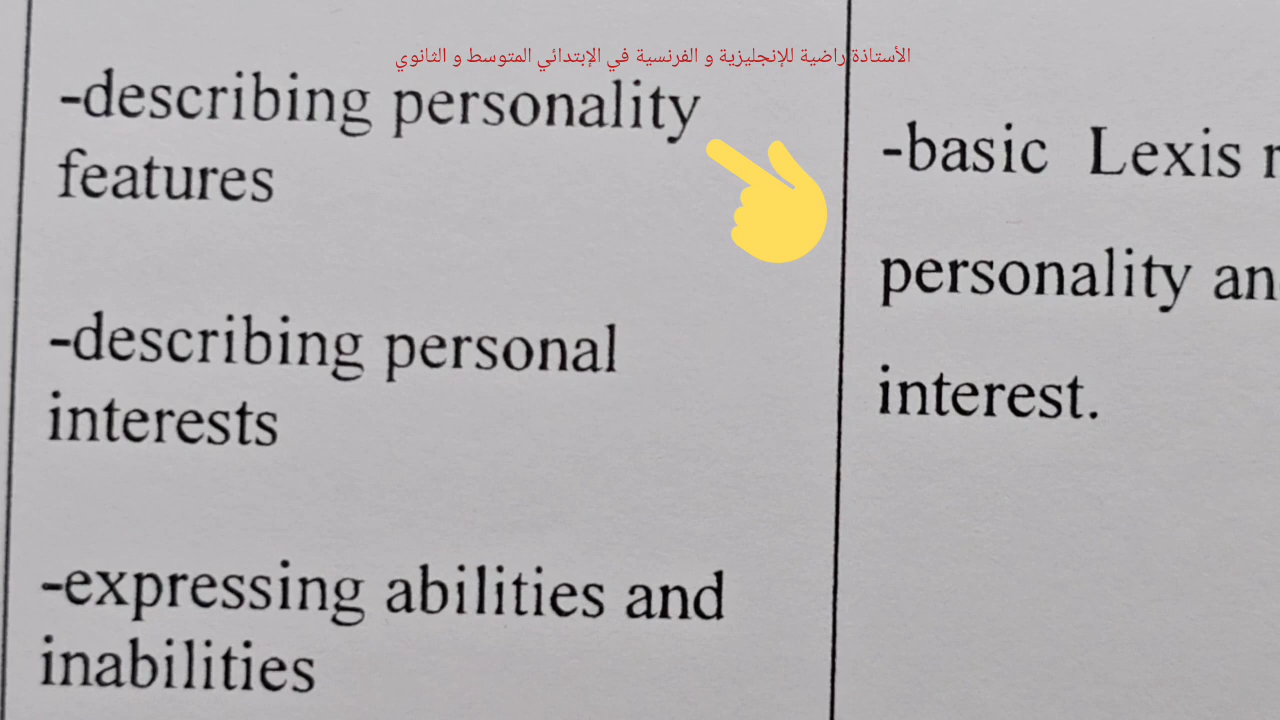 الأستاذة راضية للإنجليزية و الفرنسية في الإبتدائي المتوسط و الثانوي
-describing personality
features
-describing personal
interests
-expressing abilities and
inabilities
-basic Lexis
personality
interest.